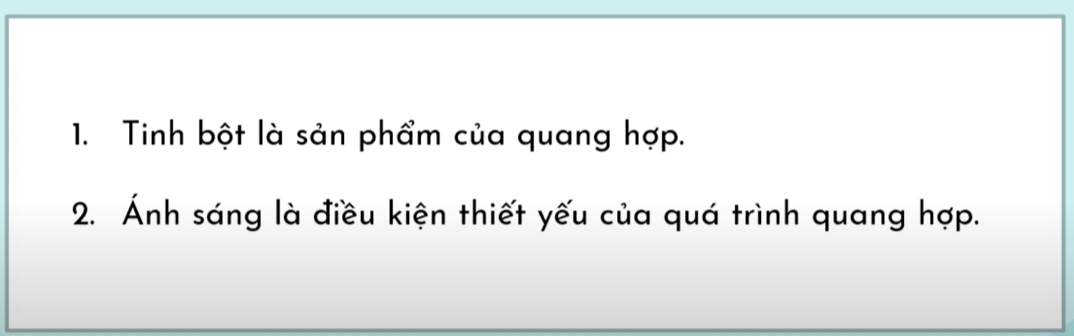 1. Tinh bột là sản phẩm của quang hợp.
2. Ánh sáng là điều kiện thiết yếu của quá trình quang hợp.